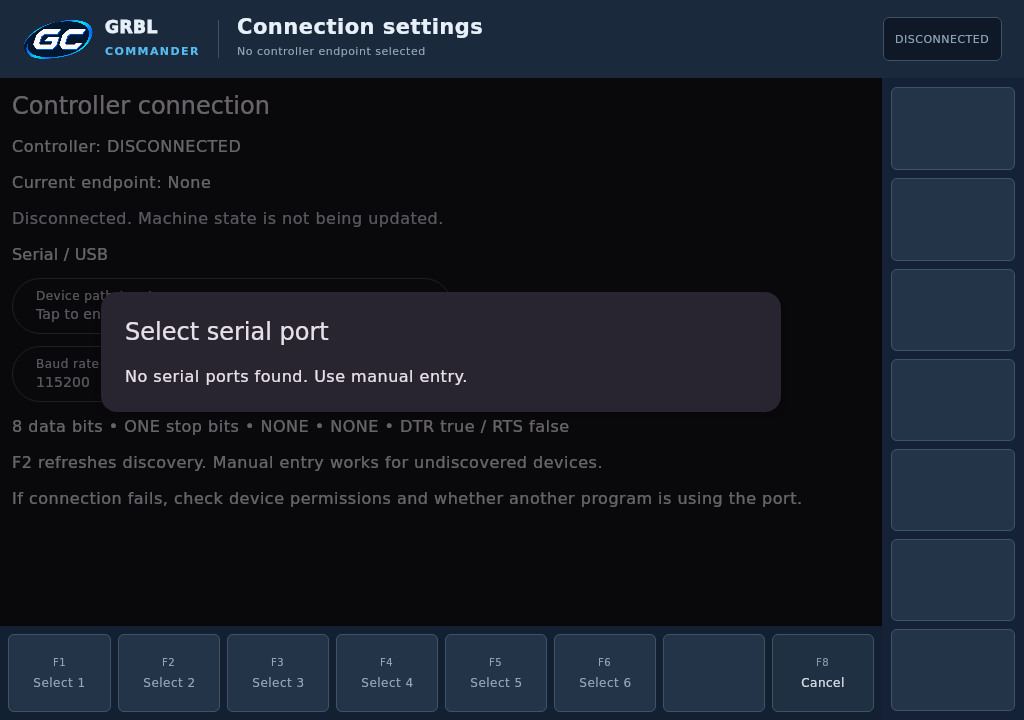 GC GRBL
COMMANDER
Connection settings
No controller endpoint selected
DISCONNECTED
Controller connection
Controller: DISCONNECTED
Current endpoint: None
Disconnected. Machine state is not being updated.
Serial / USB
Device path
Tap to en
Select serial port
No serial ports found. Use manual entry.
Baud rate
115200
8 data bits • ONE stop bits • NONE • NONE • DTR true / RTS false
F2 refreshes discovery. Manual entry works for undiscovered devices.
If connection fails, check device permissions and whether another program is using the port.
F1
Select 1
F2
Select 2
F3
Select 3
F4
Select 4
F5
Select 5
F6
Select 6
F8
Cancel